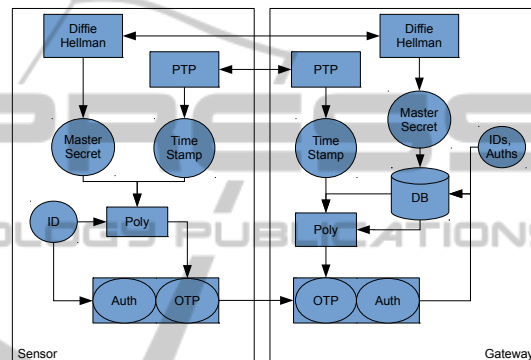 Diffie
Hellman
Diffie
Hellman
PTP
PTP
Master
Secret
Time
Stamp
Time
Stamp
Master
Secret
IDs,
Auths
DB
ID
Poly
Poly
Auth
OTP
OTP
Auth
Sensor
Gateway